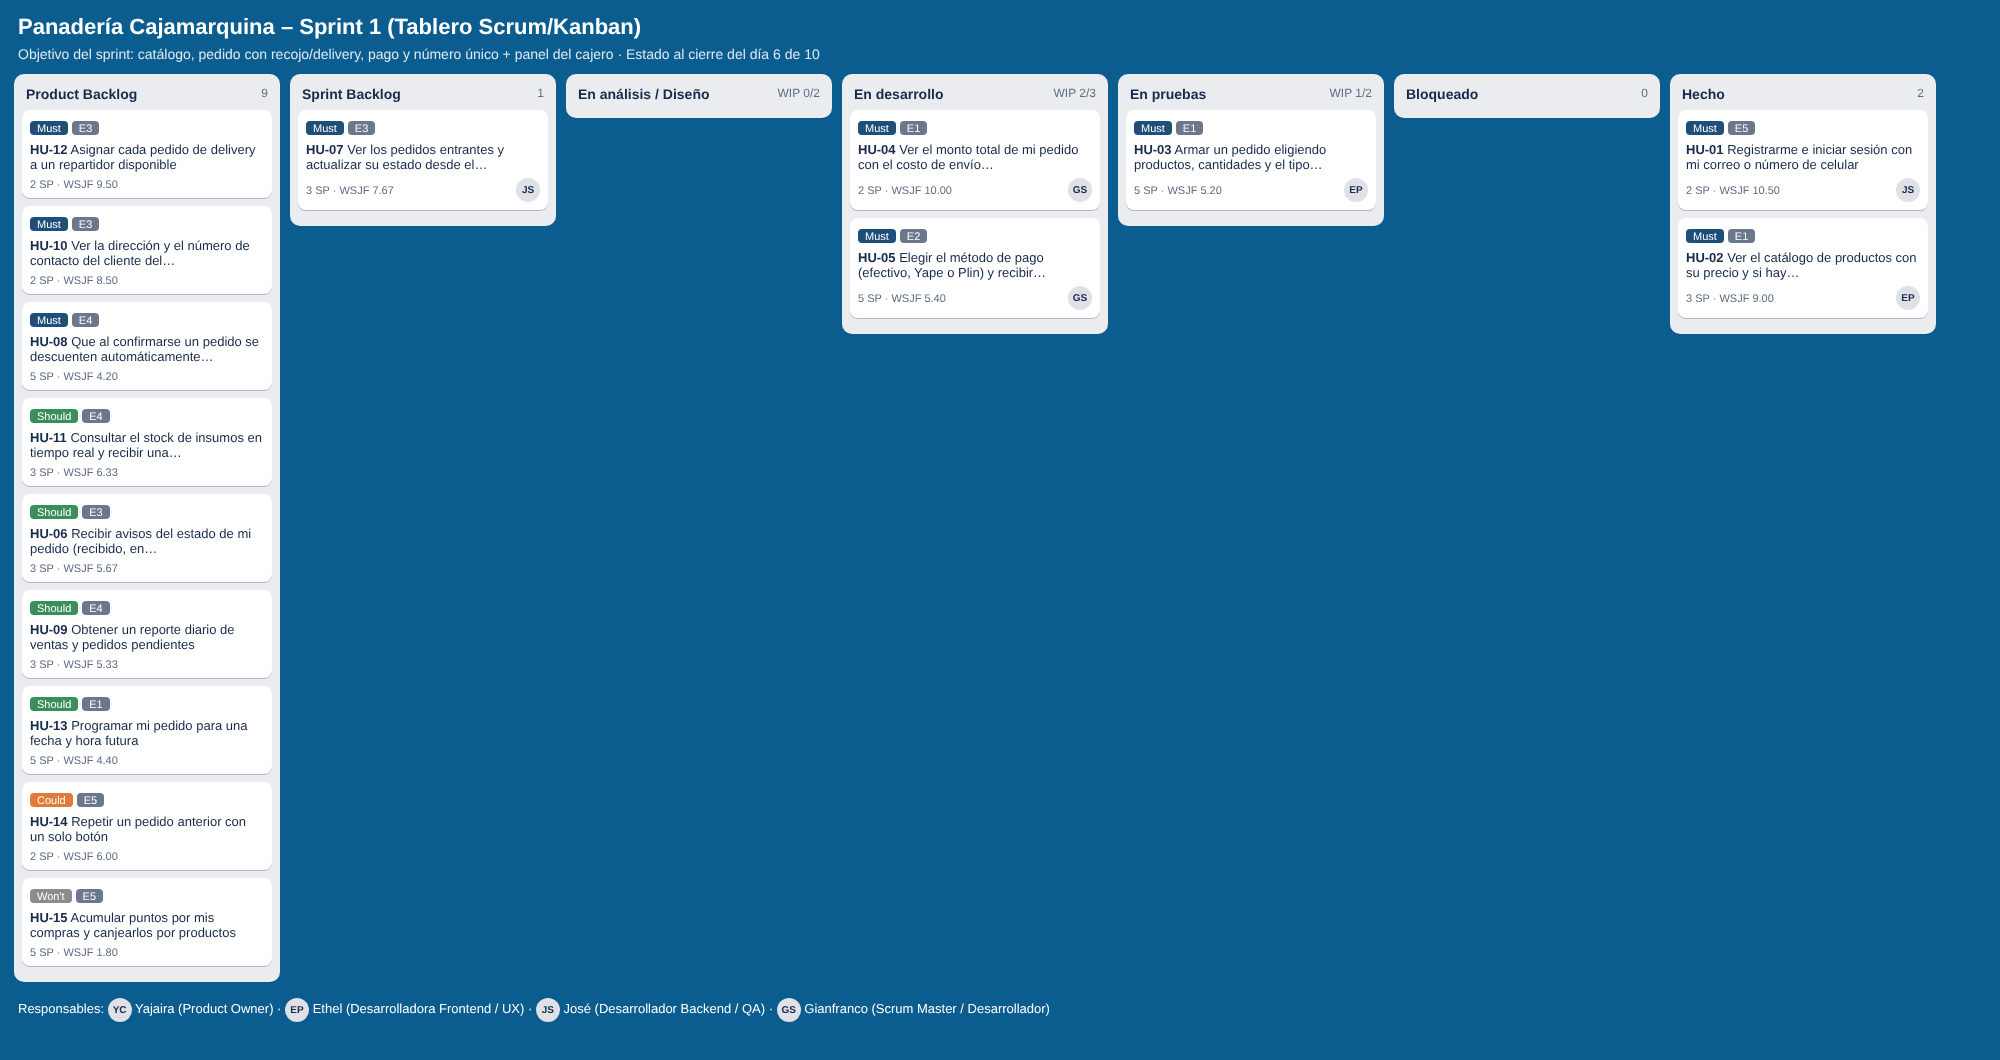 Panadería Cajamarquina – Sprint 1 (Tablero Scrum/Kanban)
Objetivo del sprint: catálogo, pedido con recojo/delivery, pago y número único + panel del cajero · Estado al cierre del día 6 de 10
Product Backlog 9
Must E3
HU-12 Asignar cada pedido de delivery
a un repartidor disponible
2 SP · WSJF 9.50
Must E3
HU-10 Ver la dirección y el número de
contacto del cliente del…
2 SP · WSJF 8.50
Must E4
HU-08 Que al confirmarse un pedido se
descuenten automáticamente…
5 SP · WSJF 4.20
Should E4
HU-11 Consultar el stock de insumos en
tiempo real y recibir una…
3 SP · WSJF 6.33
Should E3
HU-06 Recibir avisos del estado de mi
pedido (recibido, en…
3 SP · WSJF 5.67
Should E4
HU-09 Obtener un reporte diario de
ventas y pedidos pendientes
3 SP · WSJF 5.33
Should E1
HU-13 Programar mi pedido para una
fecha y hora futura
5 SP · WSJF 4.40
Could E5
HU-14 Repetir un pedido anterior con
un solo botón
2 SP · WSJF 6.00
Won't E5
HU-15 Acumular puntos por mis
compras y canjearlos por productos
5 SP · WSJF 1.80
Sprint Backlog 1
Must E3
HU-07 Ver los pedidos entrantes y
actualizar su estado desde el…
3 SP · WSJF 7.67 JS
En análisis / Diseño WIP 0/2
En desarrollo WIP 2/3
Must E1
HU-04 Ver el monto total de mi pedido
con el costo de envío…
2 SP · WSJF 10.00 GS
Must E2
HU-05 Elegir el método de pago
(efectivo, Yape o Plin) y recibir…
5 SP · WSJF 5.40 GS
En pruebas WIP 1/2
Must E1
HU-03 Armar un pedido eligiendo
productos, cantidades y el tipo…
5 SP · WSJF 5.20 EP
Bloqueado 0
Hecho 2
Must E5
HU-01 Registrarme e iniciar sesión con
mi correo o número de celular
2 SP · WSJF 10.50 JS
Must E1
HU-02 Ver el catálogo de productos con
su precio y si hay…
3 SP · WSJF 9.00 EP
Responsables: YC Yajaira (Product Owner) · EP Ethel (Desarrolladora Frontend / UX) · JS José (Desarrollador Backend / QA) · GS Gianfranco (Scrum Master / Desarrollador)